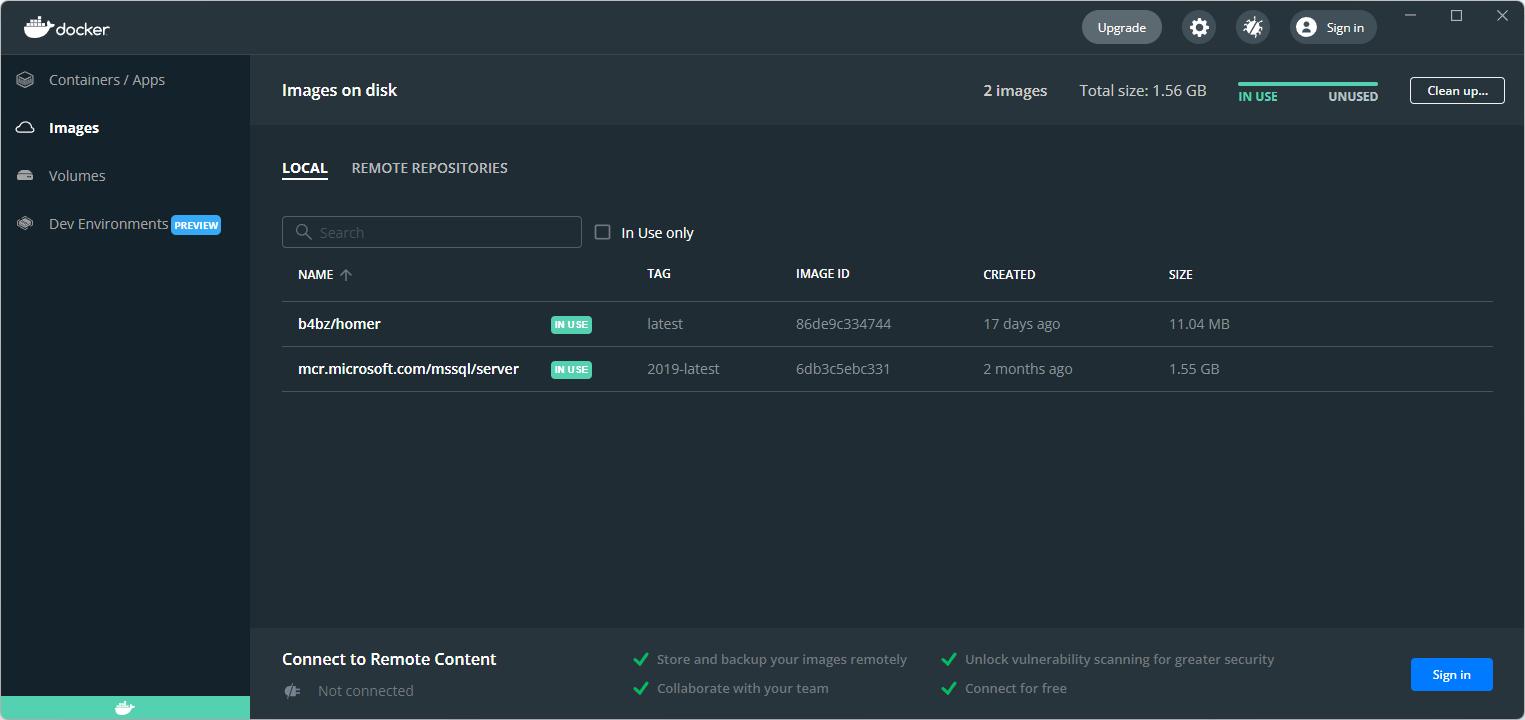 docker
Upgrade
Sign in
Containers / Apps
Images
Volumes
Dev Environments PREVIEW
Images on disk
2 images
Total size: 1.56 GB
IN USE
UNUSED
Clean up...
LOCAL
REMOTE REPOSITORIES
Search
In Use only
NAME TAG IMAGE ID CREATED SIZE
b4bz/homer IN USE latest 86de9c334744 17 days ago 11.04 MB
mcr.microsoft.com/mssql/server IN USE 2019-latest 6db3c5ebc331 2 months ago 1.55 GB
Connect to Remote Content
Not connected
Store and backup your images remotely
Collaborate with your team
Unlock vulnerability scanning for greater security
Connect for free
Sign in